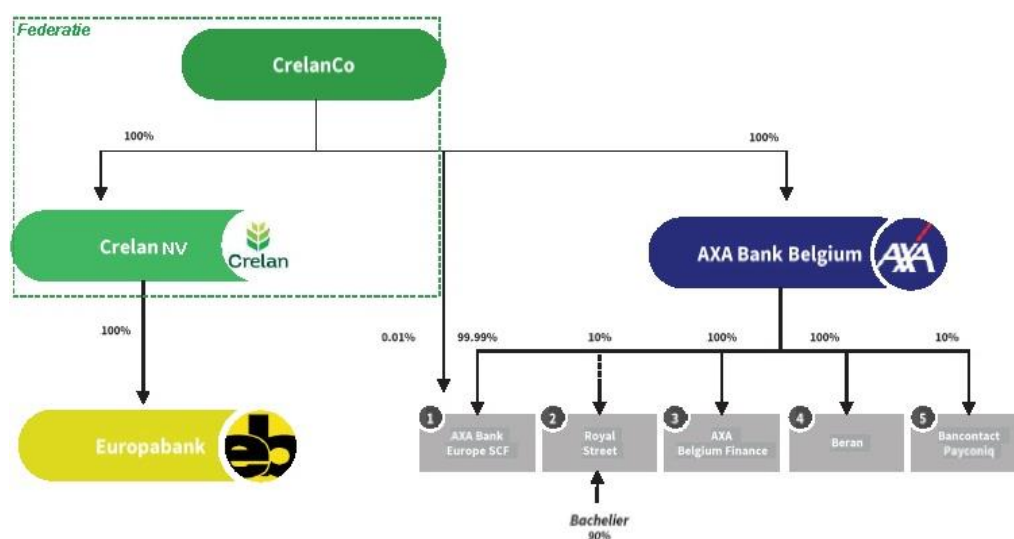 Federatie
CrelanCo
100%
100%
Crelan NV
Crelan
AXA Bank Belgium
AXA
100%
0.01%
99.99%
10%
100%
100%
10%
Europabank
eb
1
AXA Bank
Europe SCF
2
Royal
Street
3
AXA
Belgium Finance
4
Beran
5
Bancontact
Payconiq
Bachelier
90%